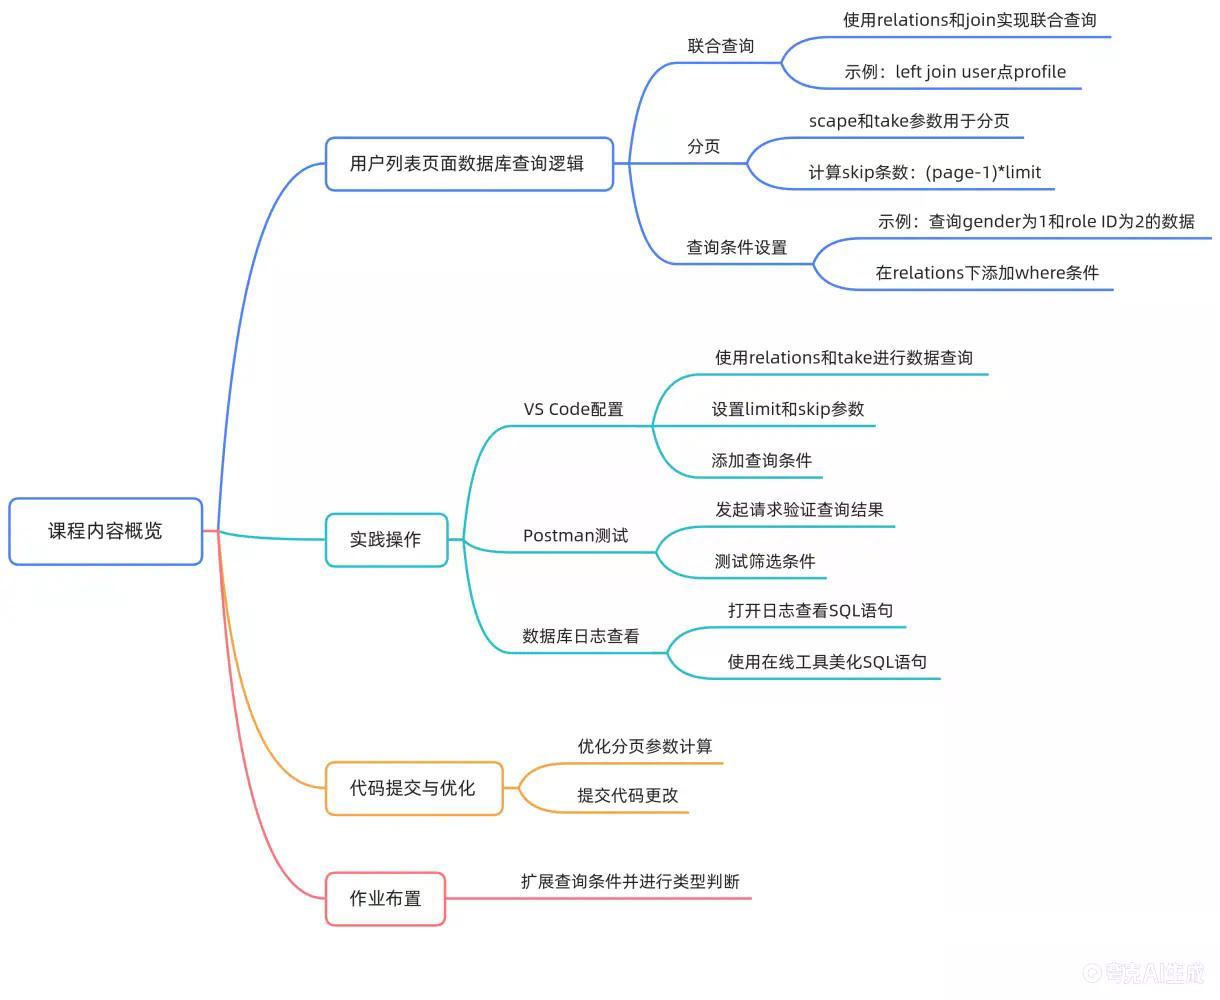 课程内容概览
用户列表页面数据库查询逻辑
联合查询
使用relations和join实现联合查询
示例：left join user点profile
分页
scape和take参数用于分页
计算skip条数：(page-1)*limit
查询条件设置
示例：查询gender为1和role ID为2的数据
在relations下添加where条件
实践操作
VS Code配置
使用relations和take进行数据查询
设置limit和skip参数
添加查询条件
Postman测试
发起请求验证查询结果
测试筛选条件
数据库日志查看
打开日志查看SQL语句
使用在线工具美化SQL语句
代码提交与优化
优化分页参数计算
提交代码更改
作业布置
扩展查询条件并进行类型判断
夸克AI生成